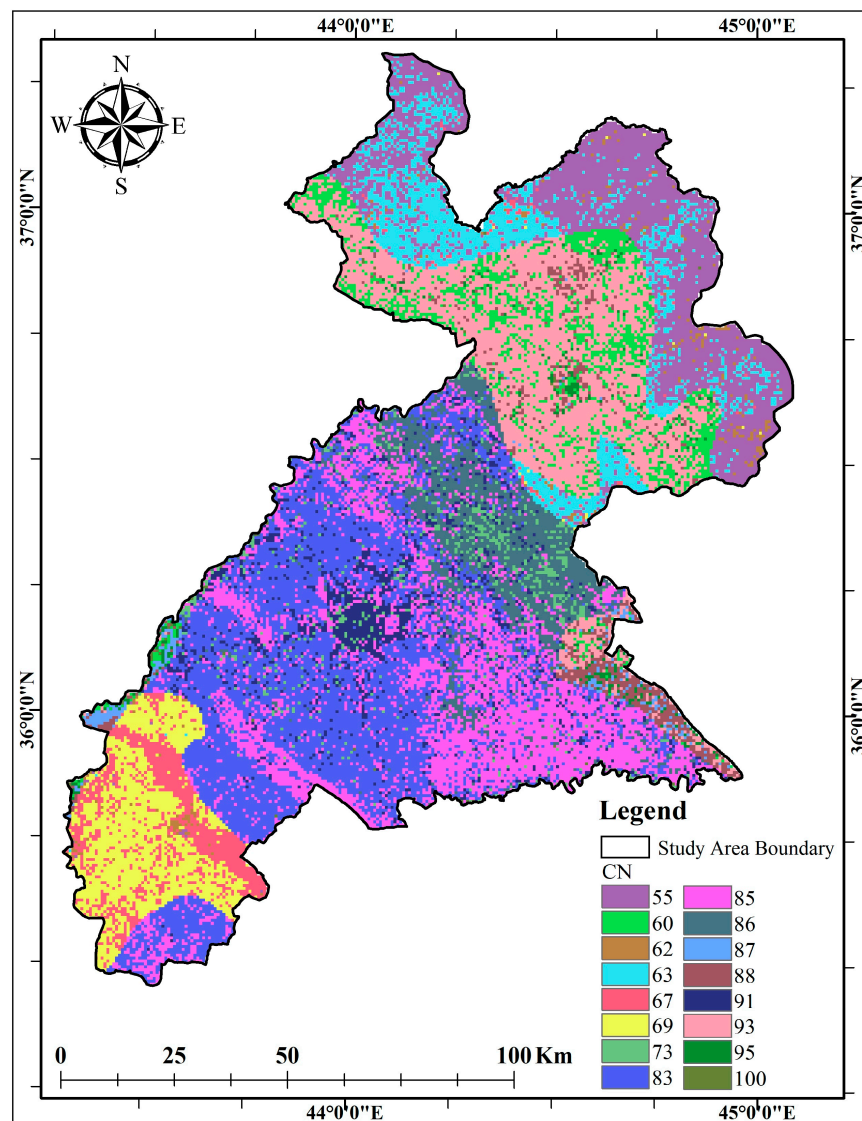 44°0'0"E 45°0'0"E
N
W E
S
37°0'0"N 37°0'0"N
36°0'0"N 36°0'0"N
Legend
Study Area Boundary
CN
55 85
60 86
62 87
63 88
67 91
69 93
73 95
83 100
0 25 50 100 Km
44°0'0"E 45°0'0"E